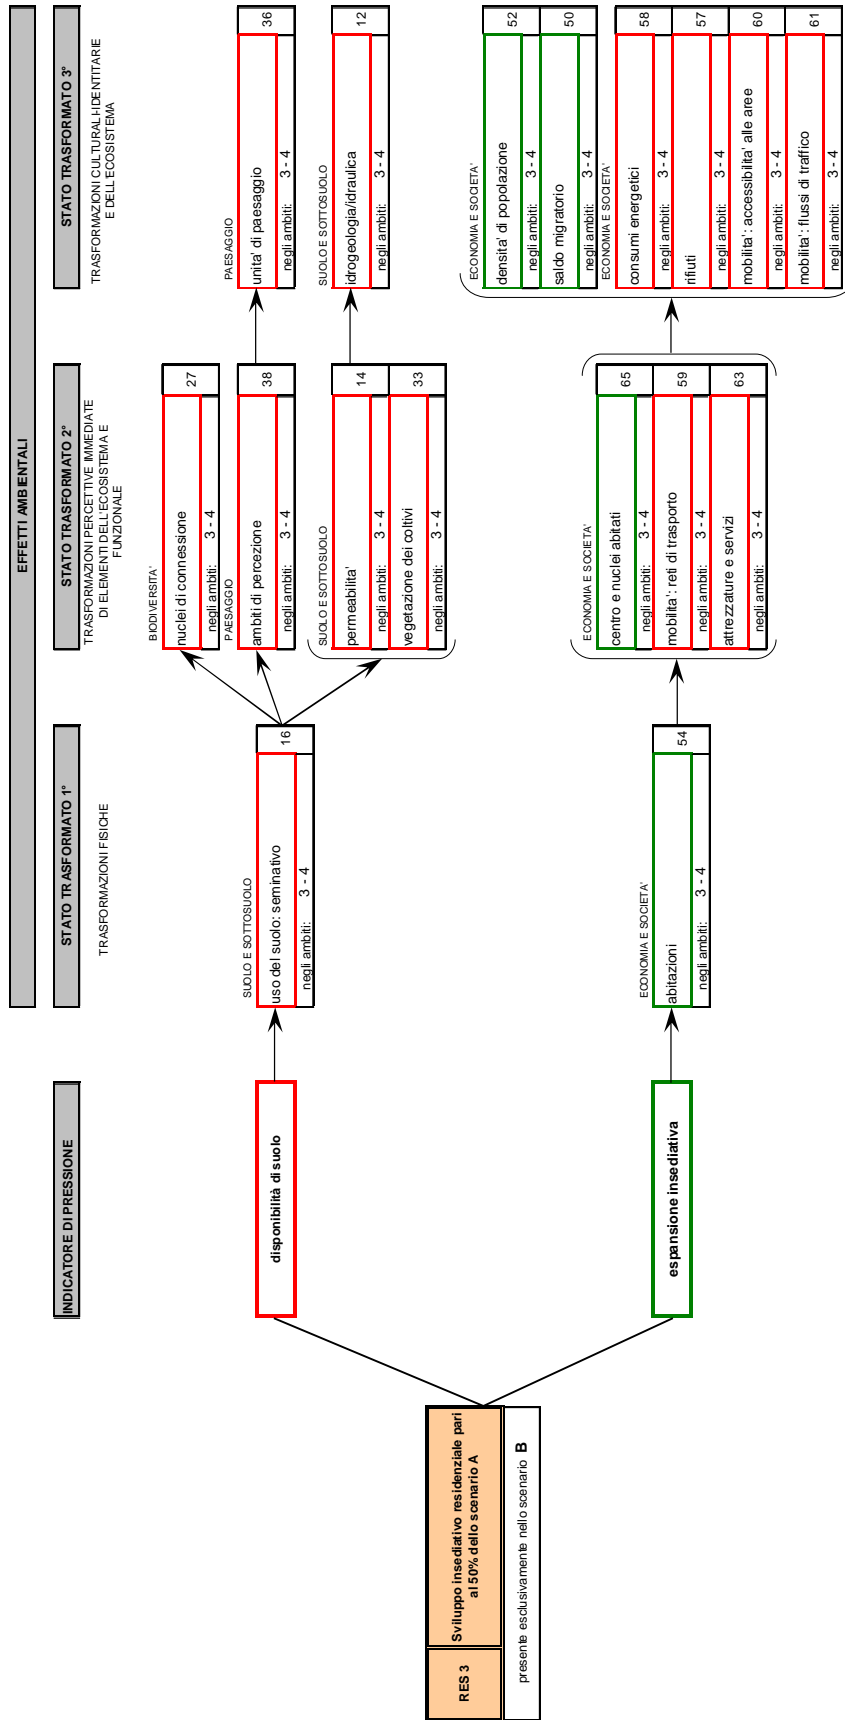 EFFETTI AMBIENTALI
INDICATORE DI PRESSIONE
STATO TRASFORMATO 1°
STATO TRASFORMATO 2°
STATO TRASFORMATO 3°
TRASFORMAZIONI FISICHE
TRASFORMAZIONI PERCETTIVE IMMEDIATE
DI ELEMENTI DELL'ECOSISTEMA E
FUNZIONALE
TRASFORMAZIONI CULTURALI-IDENTITARIE
E DELL'ECOSISTEMA
RES 3
Sviluppo insediativo residenziale pari
al 50% dello scenario A
presente esclusivamente nello scenario B
disponibilità di suolo
SUOLO E SOTTOSUOLO
uso del suolo: seminativo
16
negli ambiti: 3 - 4
BIODIVERSITA'
nuclei di connessione
27
negli ambiti: 3 - 4
PAESAGGIO
ambiti di percezione
38
negli ambiti: 3 - 4
SUOLO E SOTTOSUOLO
permeabilita'
14
negli ambiti: 3 - 4
vegetazione dei coltivi
33
negli ambiti: 3 - 4
PAESAGGIO
unita' di paesaggio
36
negli ambiti: 3 - 4
SUOLO E SOTTOSUOLO
idrogeologia/idraulica
12
negli ambiti: 3 - 4
espansione insediativa
ECONOMIA E SOCIETA'
abitazioni
54
negli ambiti: 3 - 4
ECONOMIA E SOCIETA'
centro e nuclei abitati
65
negli ambiti: 3 - 4
mobilita': reti di trasporto
59
negli ambiti: 3 - 4
attrezzature e servizi
63
negli ambiti: 3 - 4
ECONOMIA E SOCIETA'
densita' di popolazione
52
negli ambiti: 3 - 4
saldo migratorio
50
negli ambiti: 3 - 4
ECONOMIA E SOCIETA'
consumi energetici
58
negli ambiti: 3 - 4
rifiuti
57
negli ambiti: 3 - 4
mobilita': accessibilita' alle aree
60
negli ambiti: 3 - 4
mobilita': flussi di traffico
61
negli ambiti: 3 - 4